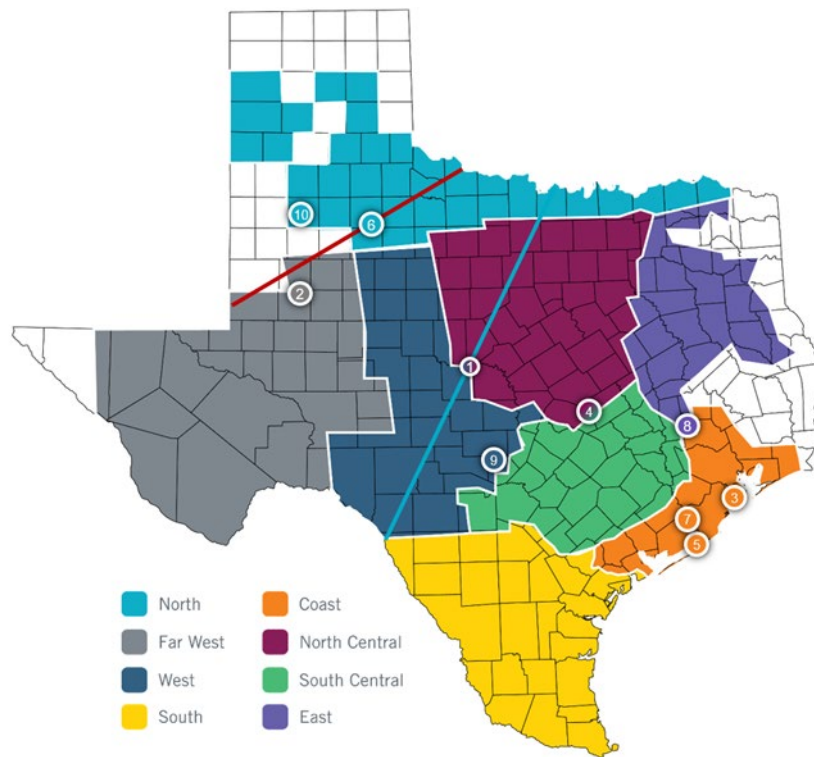 10
6
2
1
4
8
9
3
7
5
North
Coast
Far West
North Central
West
South Central
South
East